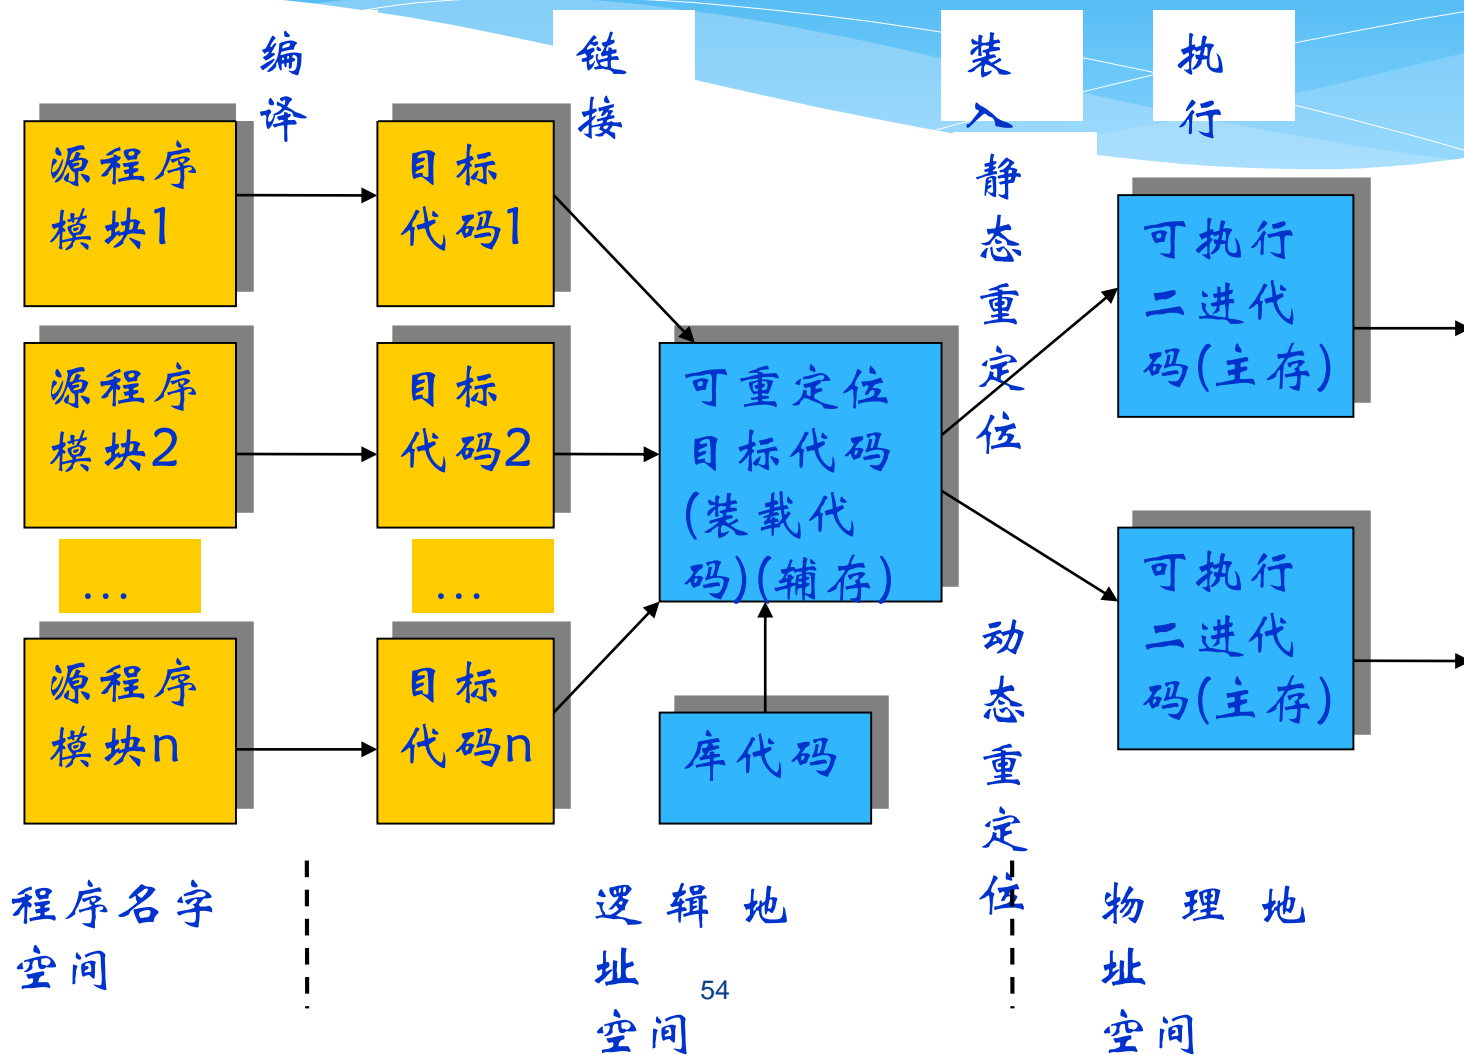 编
译
链
接
装
入
执
行
源程序
模块1
目标
代码1
静
态
重
定
位
可执行
二进代
码(主存)
源程序
模块2
目标
代码2
可重定位
目标代码
(装载代
码)(辅存)
…
…
可执行
二进代
码(主存)
源程序
模块n
目标
代码n
库代码
动
态
重
定
位
程序名字
空间
逻辑地
址
空间
物理地
址
空间
54